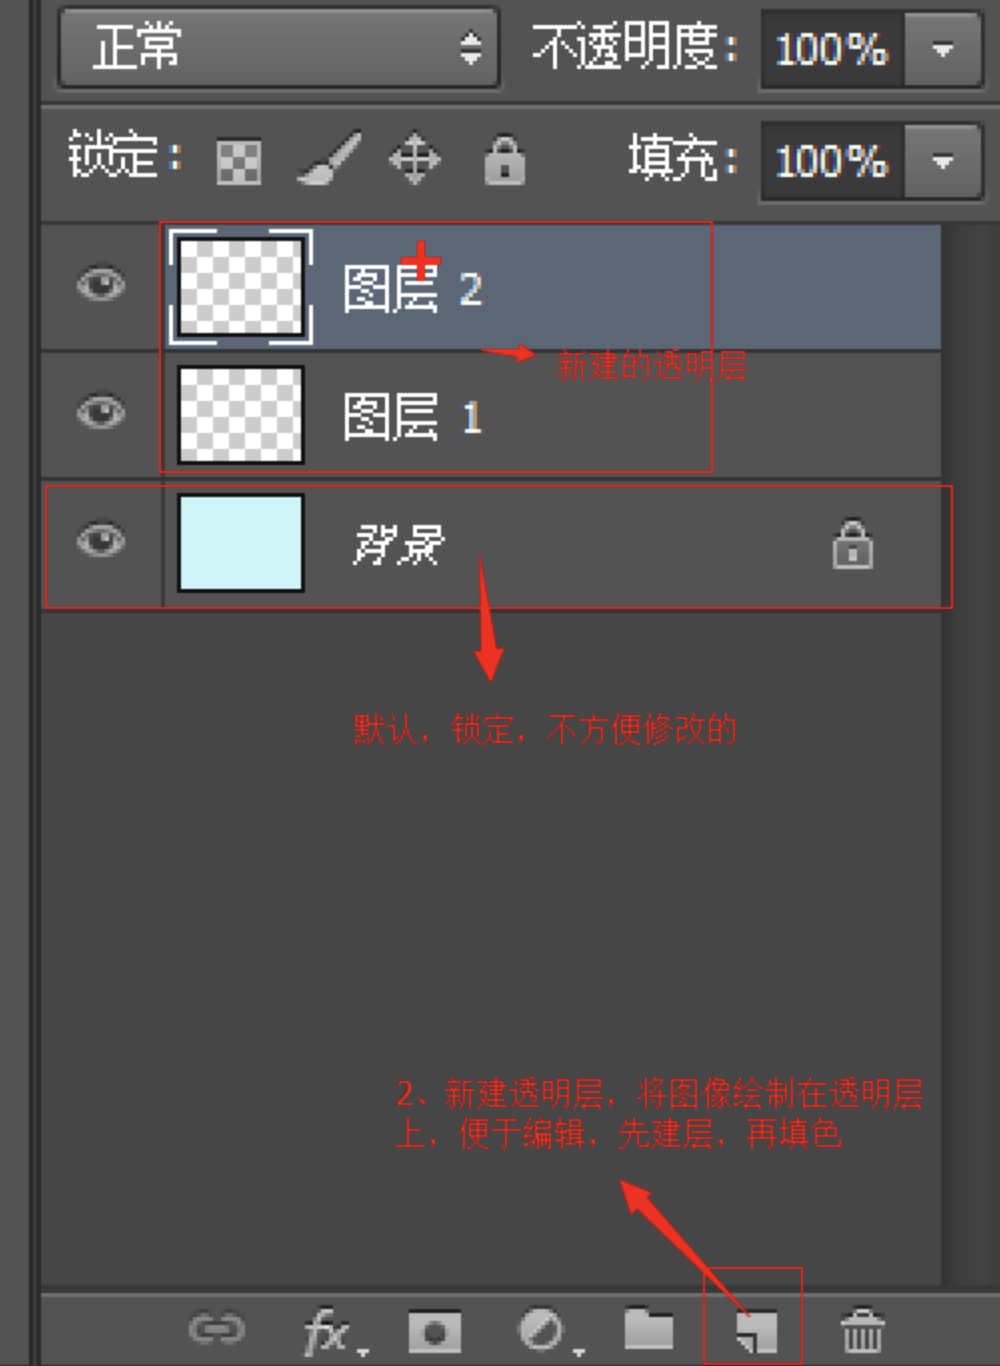 正常 不透明度: 100%
锁定: 填充: 100%
图层 2
新建的透明层
图层 1
背景
默认，锁定，不方便修改的
2、新建透明层，将图像绘制在透明层
上，便于编辑，先建层，再填色
fx